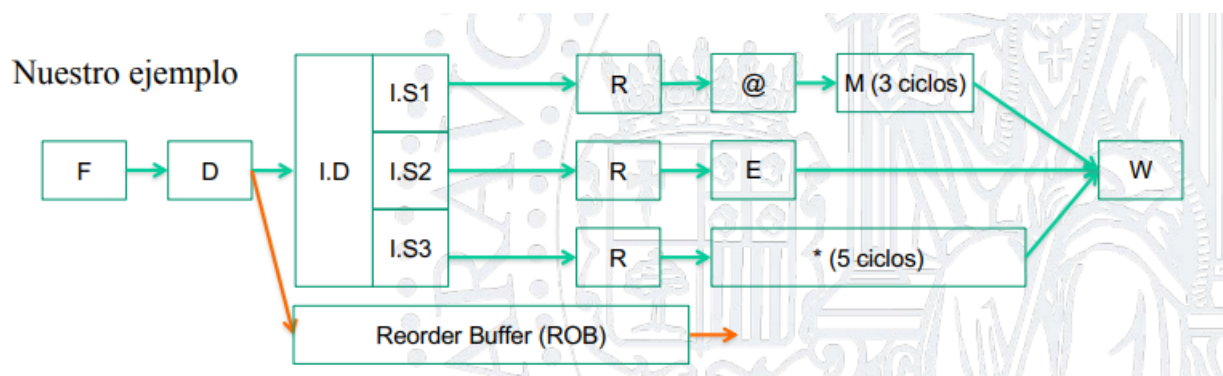 Nuestro ejemplo
F
D
I.D
I.S1
R
@
M (3 ciclos)
I.S2
R
E
W
I.S3
R
* (5 ciclos)
Reorder Buffer (ROB)